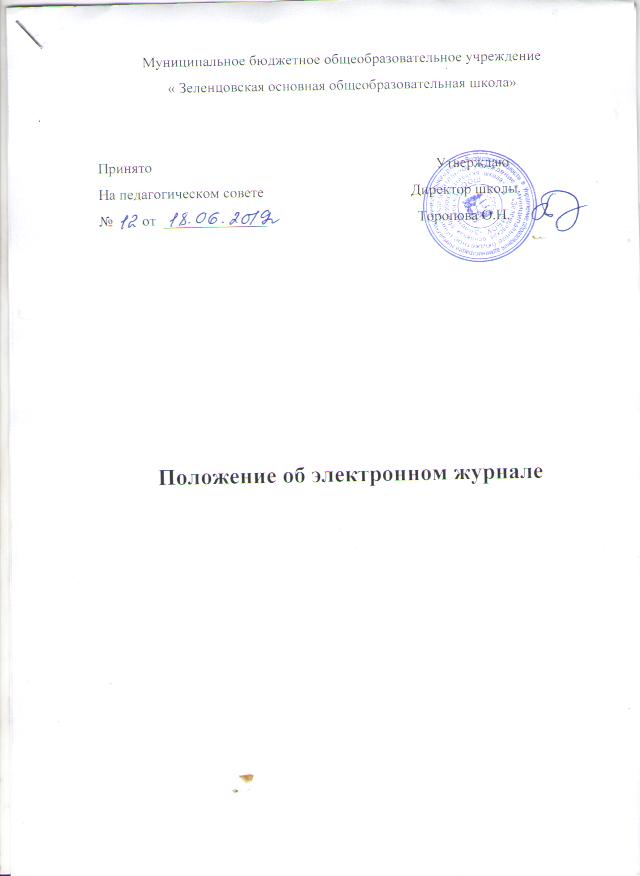 Муниципальное бюджетное общеобразовательное учреждение
« Зеленцовская основная общеобразовательная школа»
Принято
Утверждаю
На педагогическом совете
Директор школы
№ 12 от 18.06.2019г
Торопова О.Н.
Положение об электронном журнале